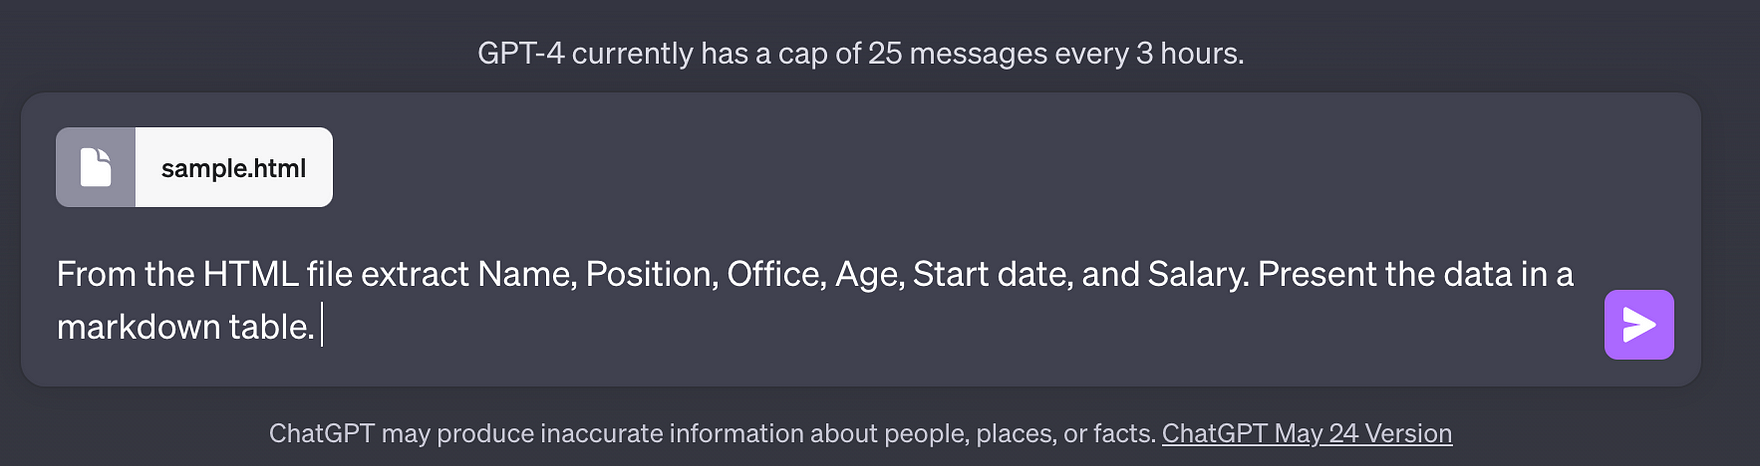 GPT-4 currently has a cap of 25 messages every 3 hours.
sample.html
From the HTML file extract Name, Position, Office, Age, Start date, and Salary. Present the data in a
markdown table.
ChatGPT may produce inaccurate information about people, places, or facts. ChatGPT May 24 Version